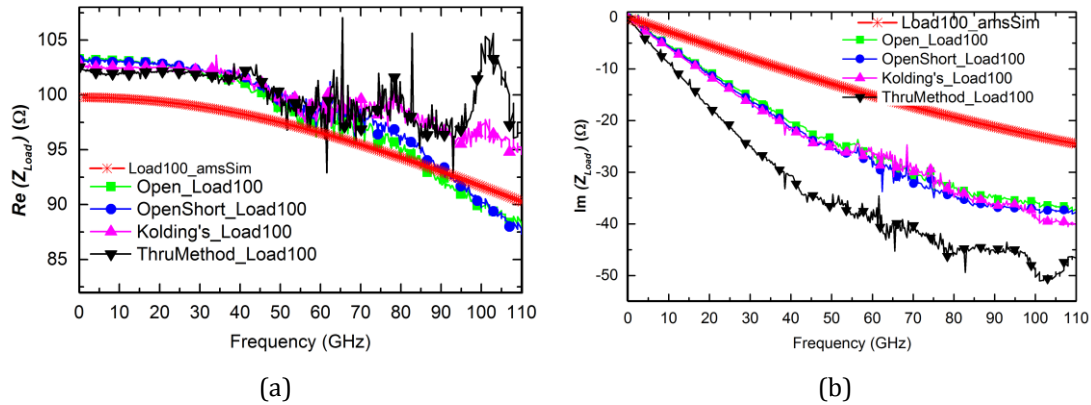 105
100
95
90
85
Re (Z_Load) (Ω)
Load100_amsSim
Open_Load100
OpenShort_Load100
Kolding's_Load100
ThruMethod_Load100
0 10 20 30 40 50 60 70 80 90 100 110
Frequency (GHz)
(a)
0
-10
-20
-30
-40
-50
Im (Z_Load) (Ω)
Load100_amsSim
Open_Load100
OpenShort_Load100
Kolding's_Load100
ThruMethod_Load100
0 10 20 30 40 50 60 70 80 90 100 110
Frequency (GHz)
(b)